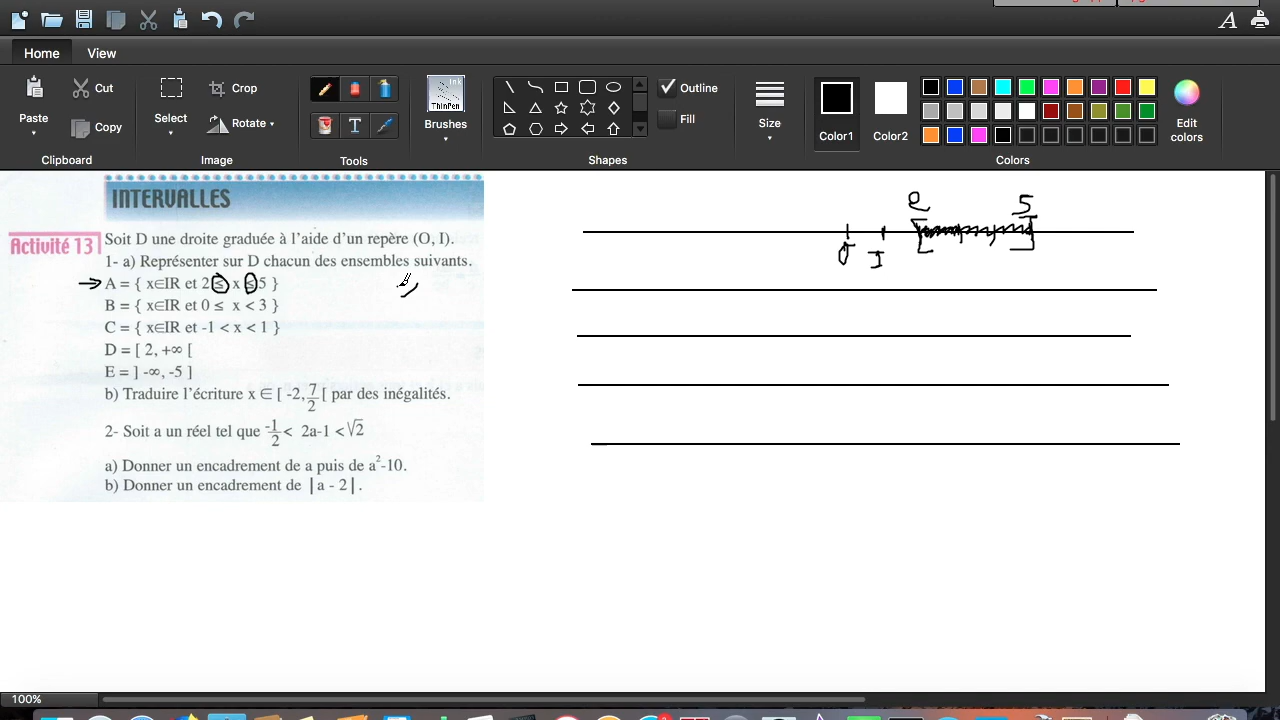 A
Home
View
Cut
Copy
Paste
Clipboard
Crop
Select
Rotate
Image
Tools
Ink
ThinPen
Brushes
Outline
Fill
Shapes
Size
Color1
Color2
Edit
colors
Colors
INTERVALLES
Activité 13
Soit D une droite graduée à l'aide d'un repère (O, I).
1- a) Représenter sur D chacun des ensembles suivants.
A = { x∈IR et 2 ≤ x ≤ 5 }
B = { x∈IR et 0 ≤ x < 3 }
C = { x∈IR et -1 < x < 1 }
D = [ 2, +∞ [
E = ] -∞, -5 ]
b) Traduire l'écriture x ∈ [ -2, 7/2 [ par des inégalités.
2- Soit a un réel tel que -1/2 < 2a-1 < √2
a) Donner un encadrement de a puis de a²-10.
b) Donner un encadrement de |a - 2|.
2 5
O I
100%